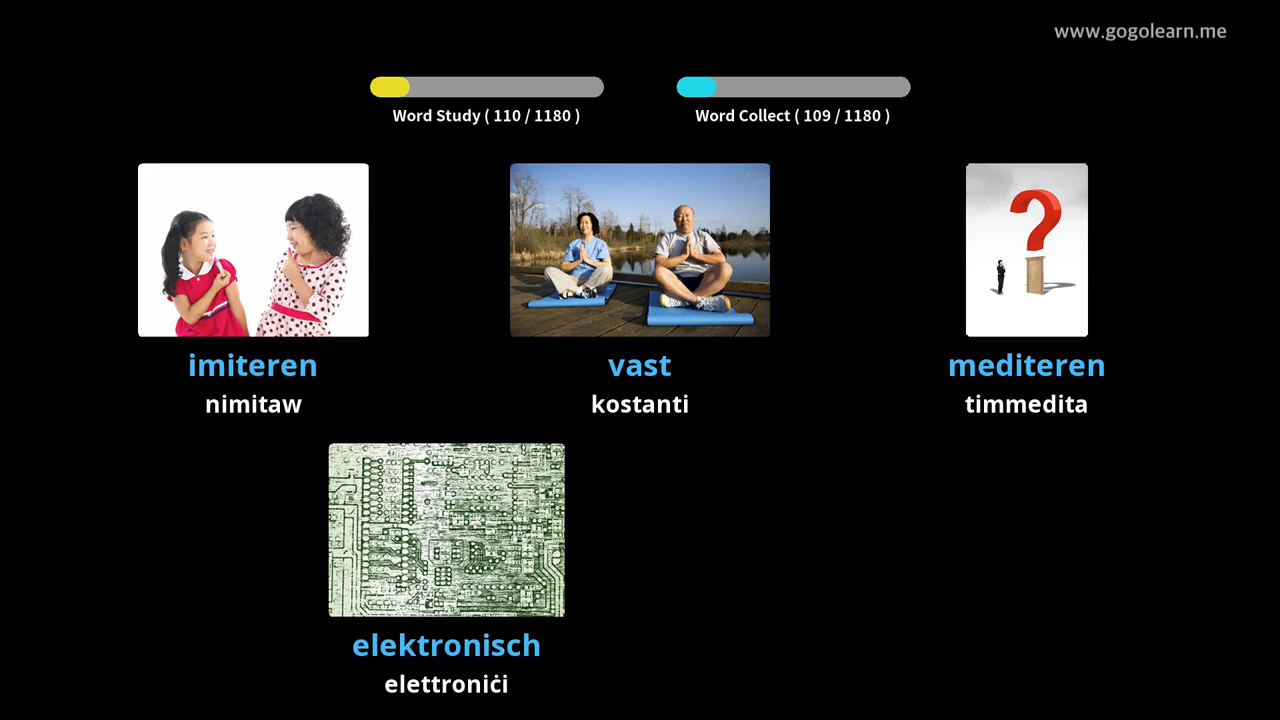 www.gogolearn.me
Word Study ( 110 / 1180 )
Word Collect ( 109 / 1180 )
imiteren
nimitaw
vast
kostanti
mediteren
timmedita
elektronisch
elettroniċi